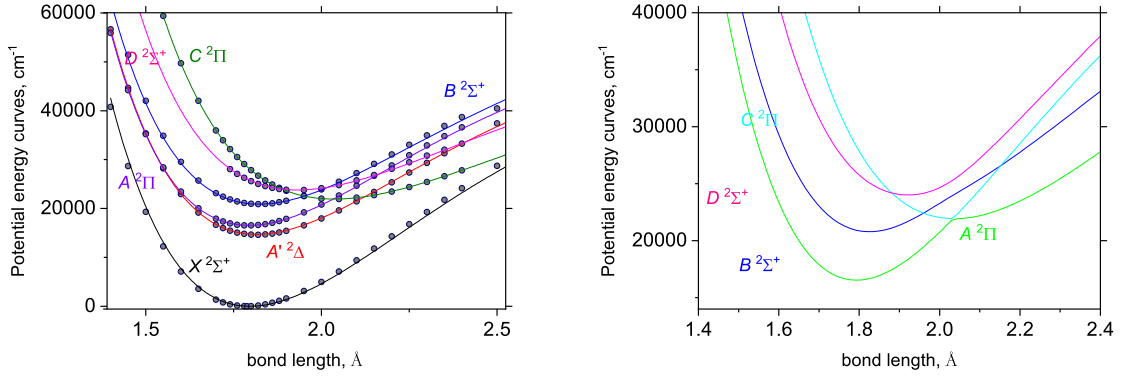 60000
40000
20000
0
Potential energy curves, cm-1
D 2Σ+
C 2Π
B 2Σ+
A 2Π
A' 2Δ
X 2Σ+
1.5
2.0
2.5
bond length, Å
40000
30000
20000
Potential energy curves, cm-1
C 2Π
D 2Σ+
A 2Π
B 2Σ+
1.4
1.6
1.8
2.0
2.2
2.4
bond length, Å